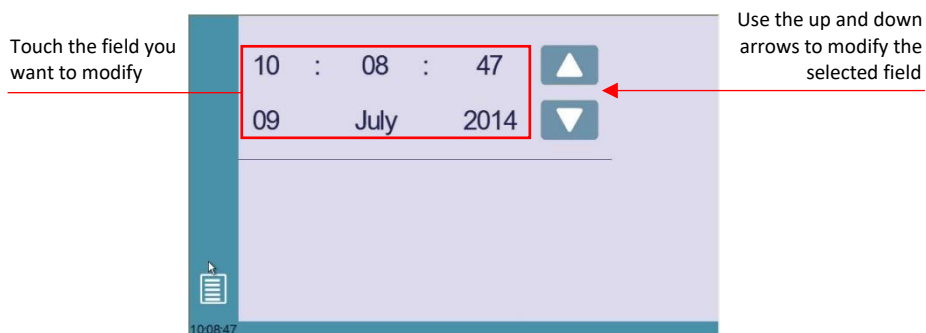 Touch the field you
want to modify
10 : 08 : 47
09 July 2014
Use the up and down
arrows to modify the
selected field
10:08:47